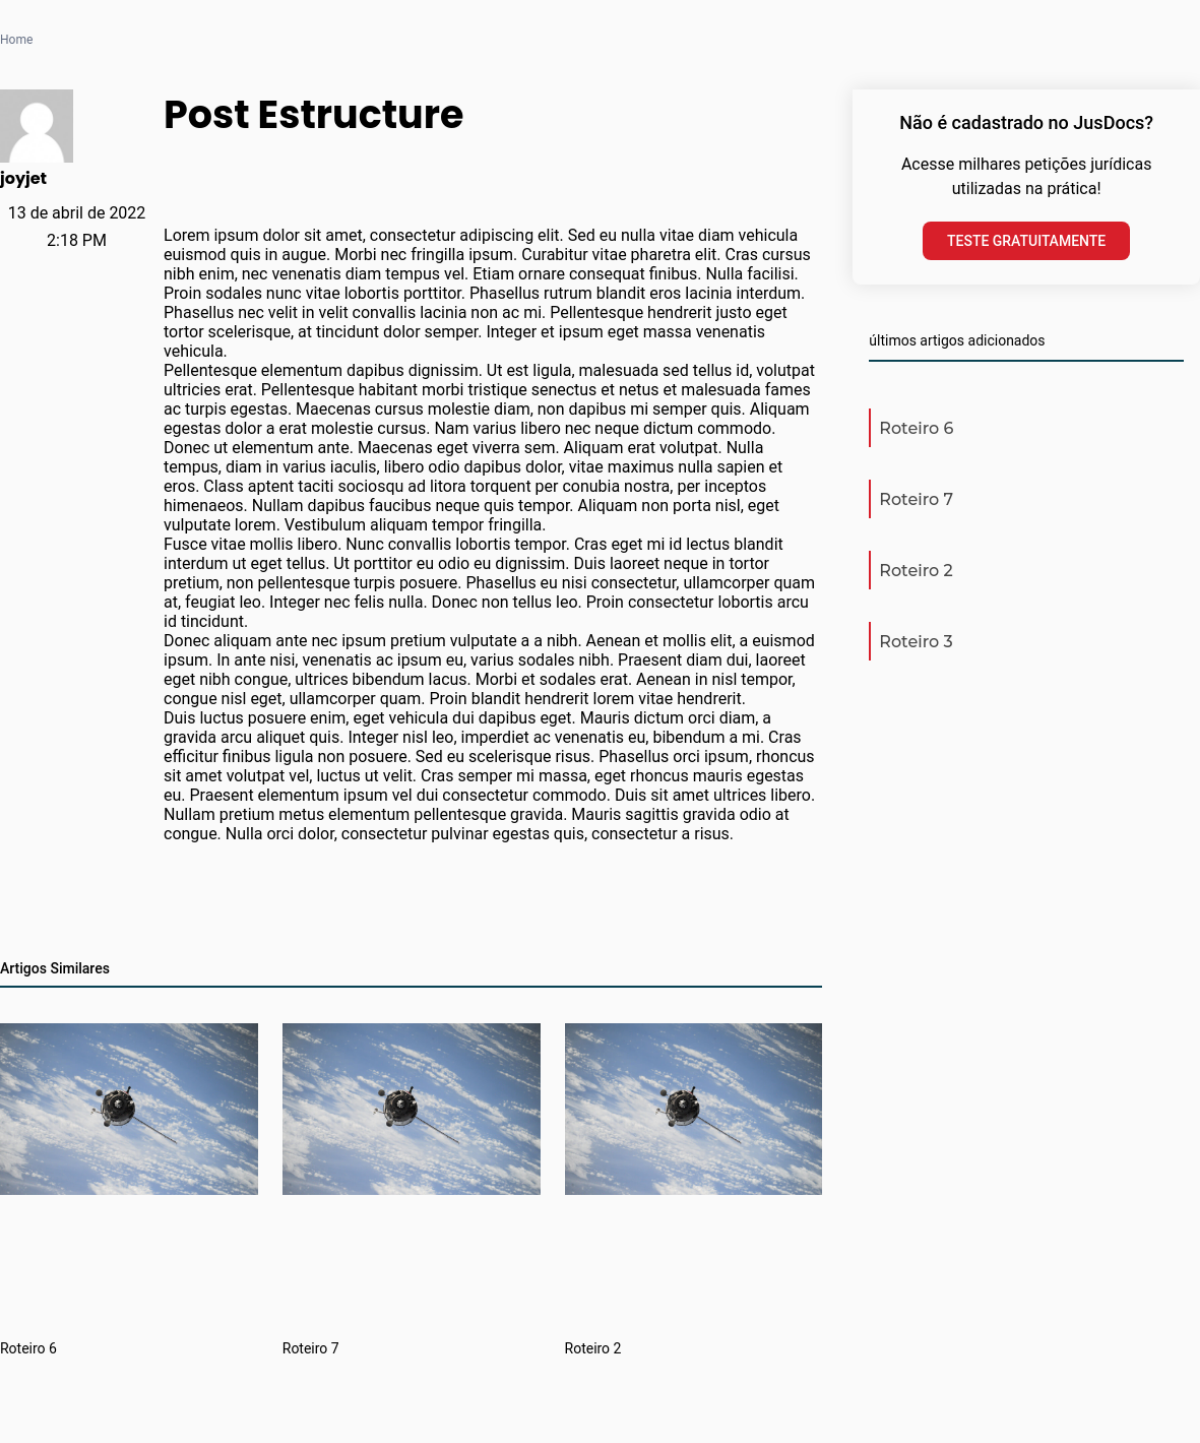 Home
joyjet
13 de abril de 2022
2:18 PM
Post Estructure
Lorem ipsum dolor sit amet, consectetur adipiscing elit. Sed eu nulla vitae diam vehicula
euismod quis in augue. Morbi nec fringilla ipsum. Curabitur vitae pharetra elit. Cras cursus
nibh enim, nec venenatis diam tempus vel. Etiam ornare consequat finibus. Nulla facilisi.
Proin sodales nunc vitae lobortis porttitor. Phasellus rutrum blandit eros lacinia interdum.
Phasellus nec velit in velit convallis lacinia non ac mi. Pellentesque hendrerit justo eget
tortor scelerisque, at tincidunt dolor semper. Integer et ipsum eget massa venenatis
vehicula.
Pellentesque elementum dapibus dignissim. Ut est ligula, malesuada sed tellus id, volutpat
ultricies erat. Pellentesque habitant morbi tristique senectus et netus et malesuada fames
ac turpis egestas. Maecenas cursus molestie diam, non dapibus mi semper quis. Aliquam
egestas dolor a erat molestie cursus. Nam varius libero nec neque dictum commodo.
Donec ut elementum ante. Maecenas eget viverra sem. Aliquam erat volutpat. Nulla
tempus, diam in varius iaculis, libero odio dapibus dolor, vitae maximus nulla sapien et
eros. Class aptent taciti sociosqu ad litora torquent per conubia nostra, per inceptos
himenaeos. Nullam dapibus faucibus neque quis tempor. Aliquam non porta nisl, eget
vulputate lorem. Vestibulum aliquam tempor fringilla.
Fusce vitae mollis libero. Nunc convallis lobortis tempor. Cras eget mi id lectus blandit
interdum ut eget tellus. Ut porttitor eu odio eu dignissim. Duis laoreet neque in tortor
pretium, non pellentesque turpis posuere. Phasellus eu nisi consectetur, ullamcorper quam
at, feugiat leo. Integer nec felis nulla. Donec non tellus leo. Proin consectetur lobortis arcu
id tincidunt.
Donec aliquam ante nec ipsum pretium vulputate a a nibh. Aenean et mollis elit, a euismod
ipsum. In ante nisi, venenatis ac ipsum eu, varius sodales nibh. Praesent diam dui, laoreet
eget nibh congue, ultrices bibendum lacus. Morbi et sodales erat. Aenean in nisl tempor,
congue nisl eget, ullamcorper quam. Proin blandit hendrerit lorem vitae hendrerit.
Duis luctus posuere enim, eget vehicula dui dapibus eget. Mauris dictum orci diam, a
gravida arcu aliquet quis. Integer nisl leo, imperdiet ac venenatis eu, bibendum a mi. Cras
efficitur finibus ligula non posuere. Sed eu scelerisque risus. Phasellus orci ipsum, rhoncus
sit amet volutpat vel, luctus ut velit. Cras semper mi massa, eget rhoncus mauris egestas
eu. Praesent elementum ipsum vel dui consectetur commodo. Duis sit amet ultrices libero.
Nullam pretium metus elementum pellentesque gravida. Mauris sagittis gravida odio at
congue. Nulla orci dolor, consectetur pulvinar egestas quis, consectetur a risus.
Não é cadastrado no JusDocs?
Acesse milhares petições jurídicas
utilizadas na prática!
TESTE GRATUITAMENTE
últimos artigos adicionados
Roteiro 6
Roteiro 7
Roteiro 2
Roteiro 3
Artigos Similares
Roteiro 6
Roteiro 7
Roteiro 2